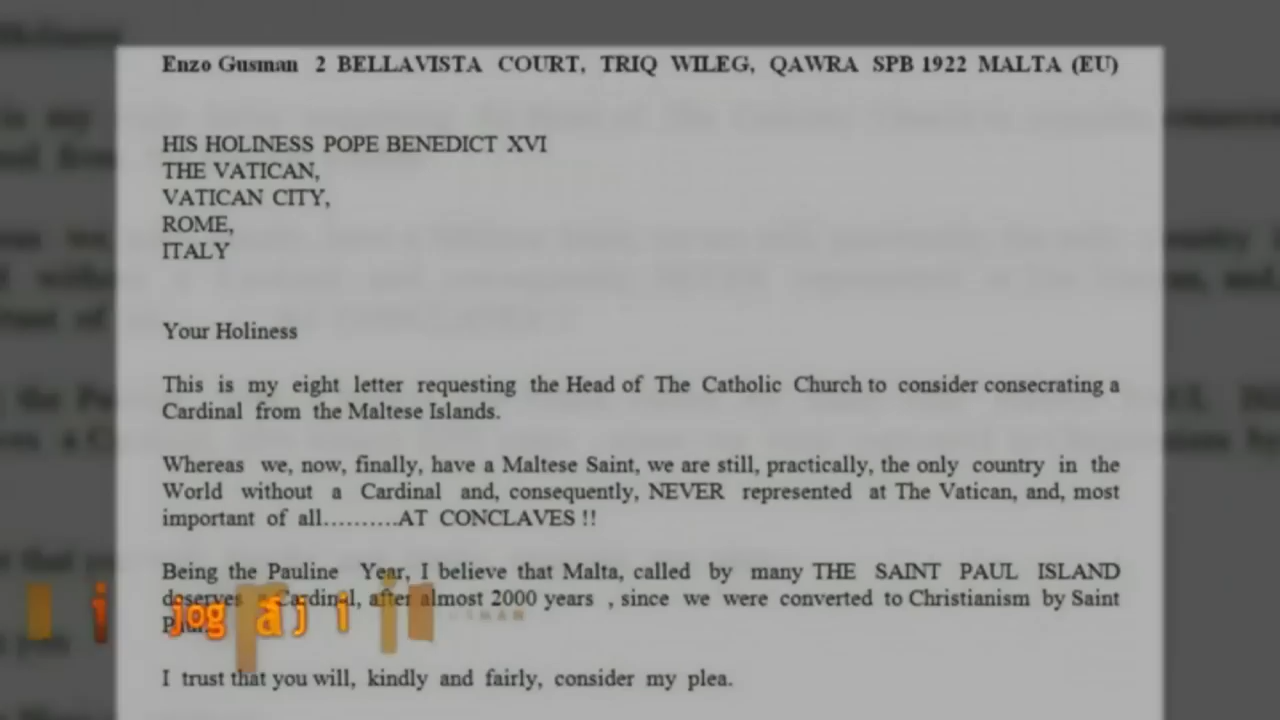 Enzo Gusman 2 BELLAVISTA COURT, TRIQ WILEG, QAWRA SPB 1922 MALTA (EU)
HIS HOLINESS POPE BENEDICT XVI
THE VATICAN,
VATICAN CITY,
ROME,
ITALY
Your Holiness
This is my eight letter requesting the Head of The Catholic Church to consider consecrating a
Cardinal from the Maltese Islands.
Whereas we, now, finally, have a Maltese Saint, we are still, practically, the only country in the
World without a Cardinal and, consequently, NEVER represented at The Vatican, and, most
important of all..........AT CONCLAVES !!
Being the Pauline Year, I believe that Malta, called by many THE SAINT PAUL ISLAND
deserves a Cardinal, after almost 2000 years , since we were converted to Christianism by Saint
I trust that you will, kindly and fairly, consider my plea.